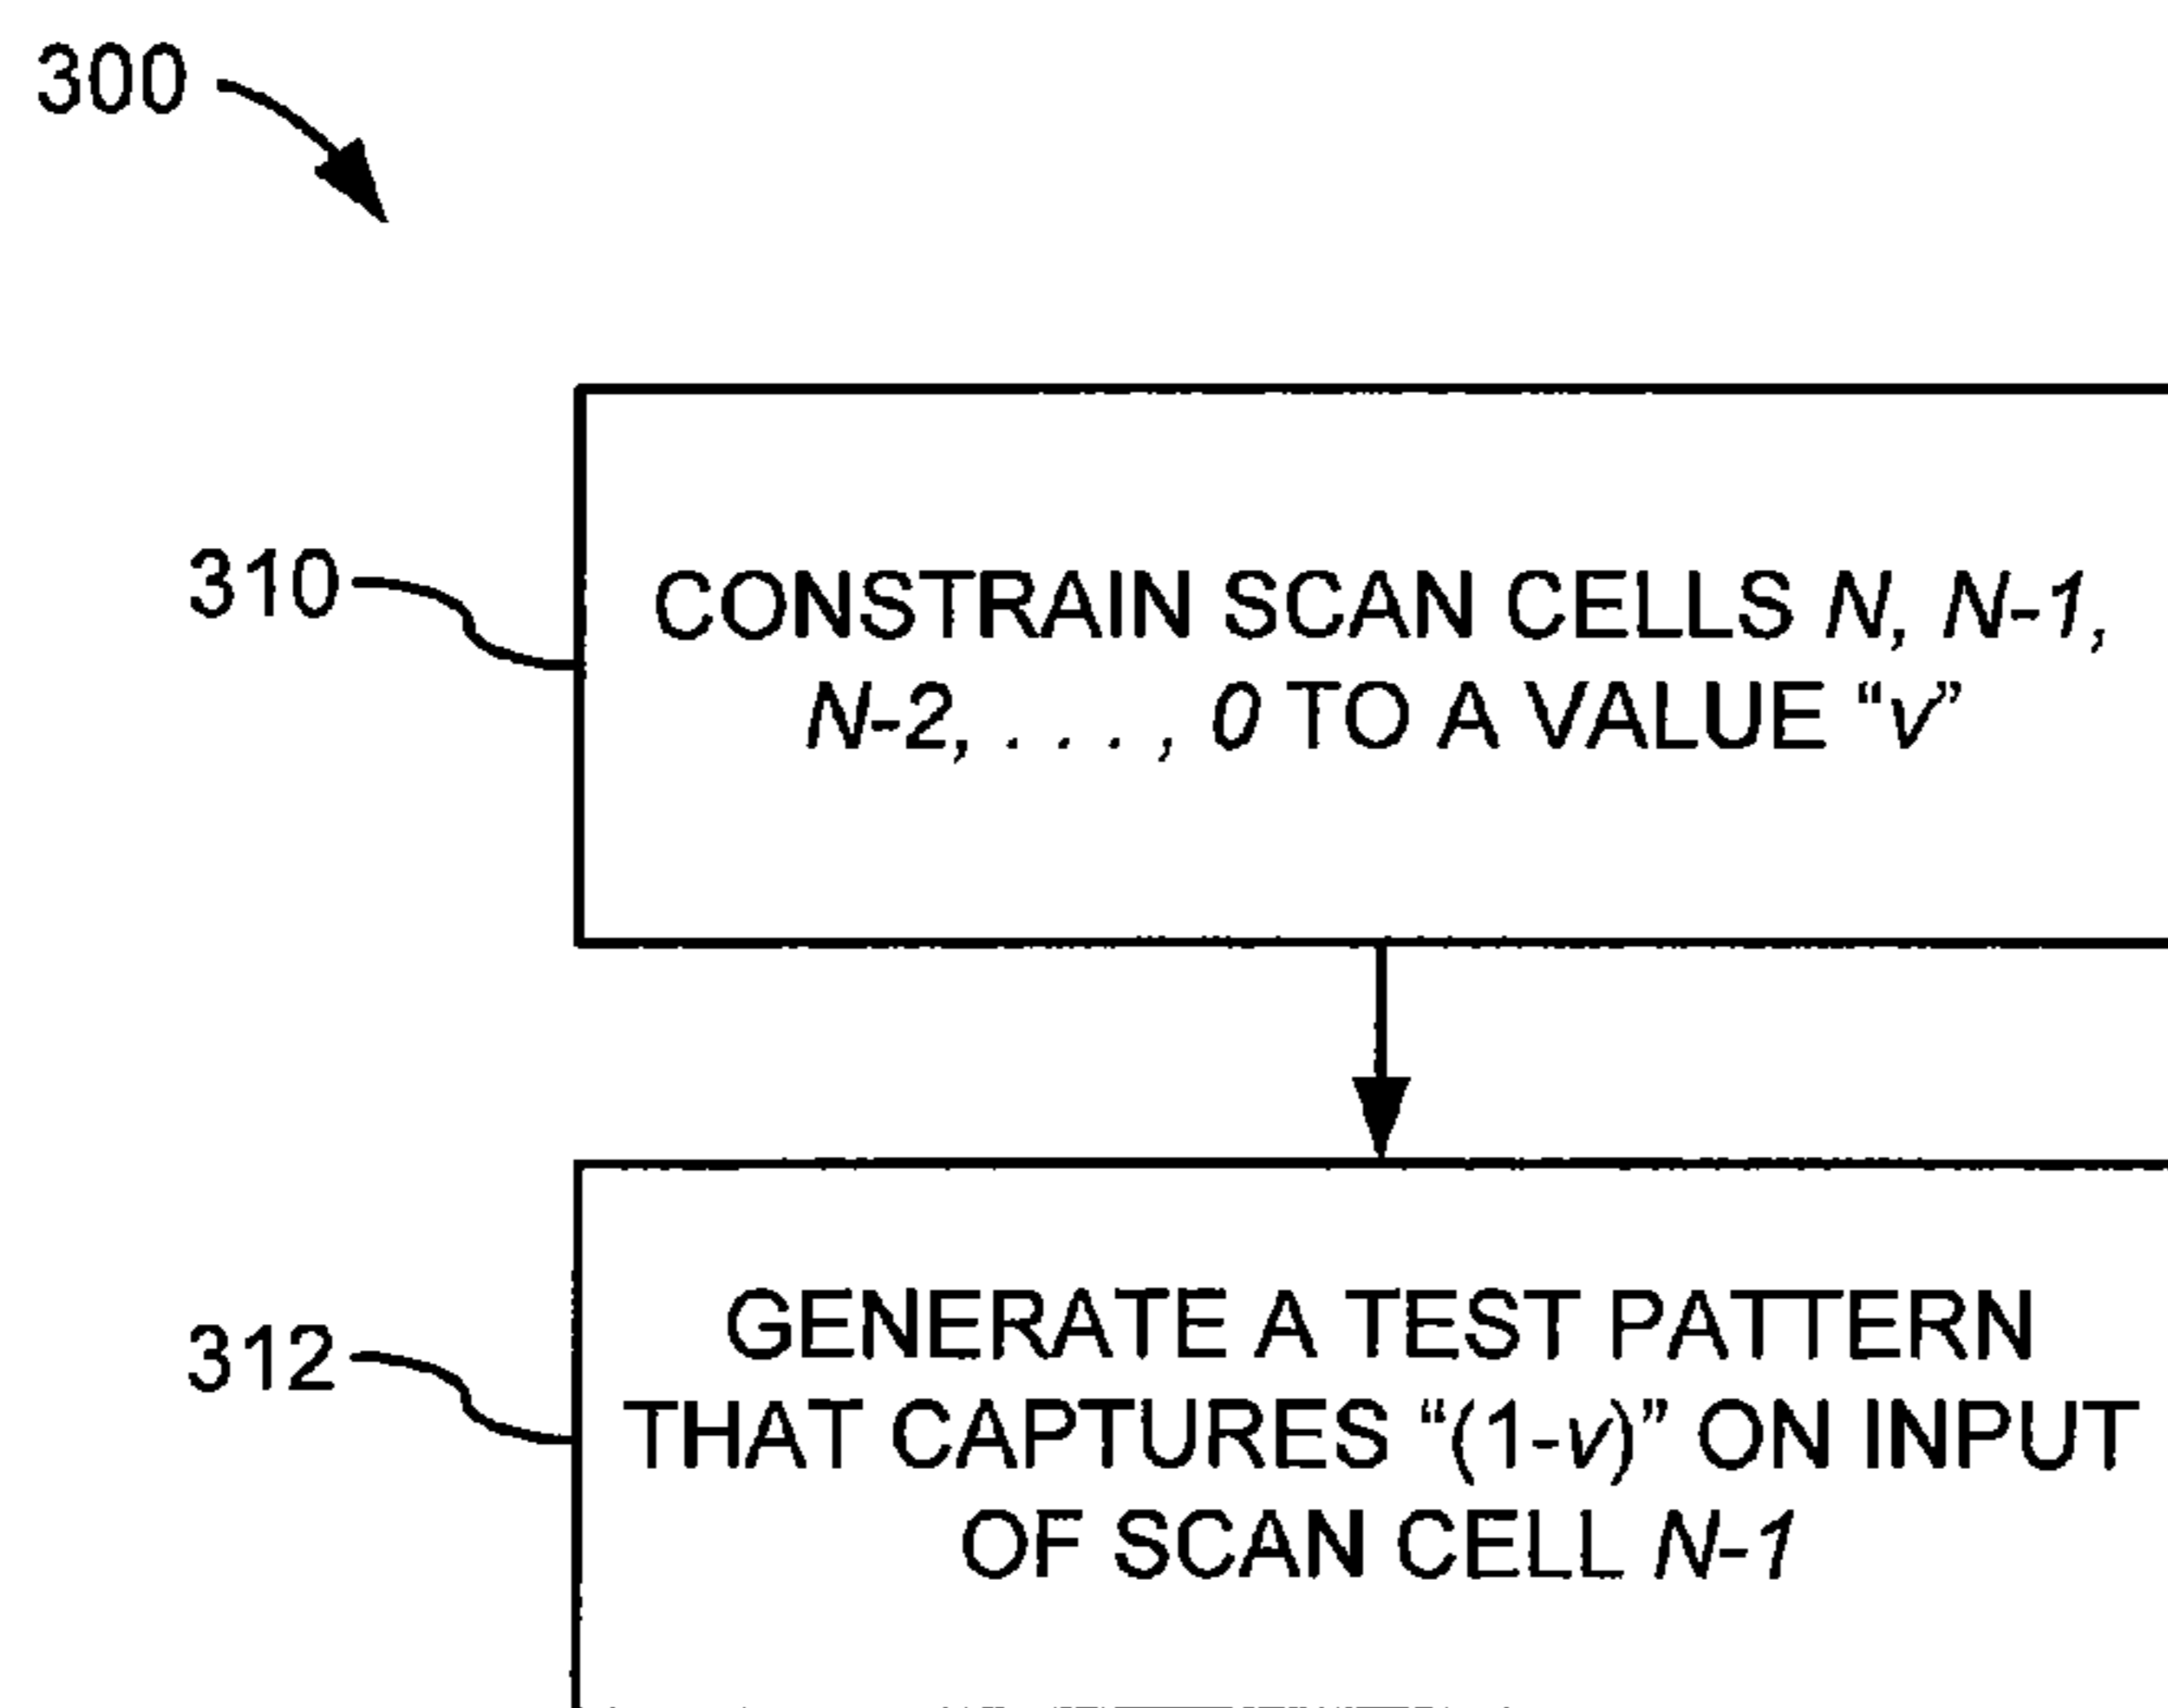 300
310
CONSTRAIN SCAN CELLS N, N-1,
N-2, . . . , 0 TO A VALUE “v”
312
GENERATE A TEST PATTERN
THAT CAPTURES “(1-v)” ON INPUT
OF SCAN CELL N-1